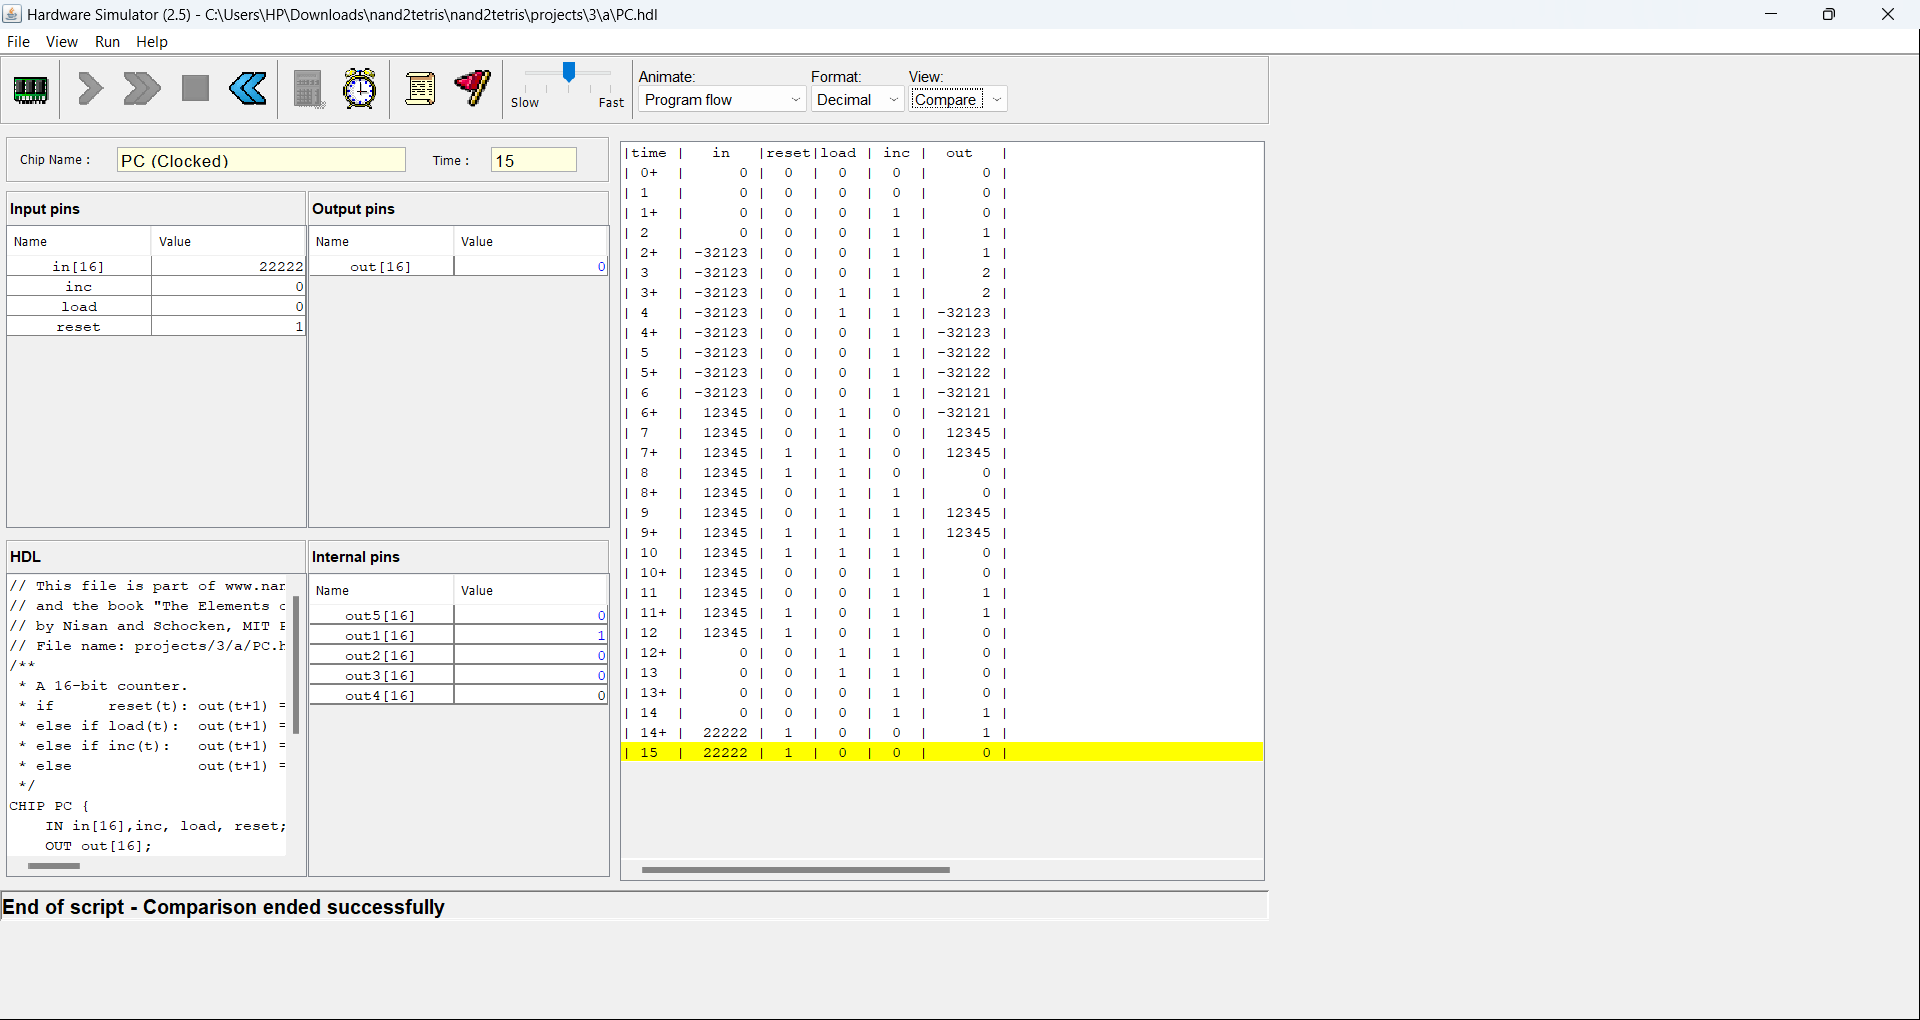 Hardware Simulator (2.5) - C:\Users\HP\Downloads\nand2tetris\nand2tetris\projects\3\a\PC.hdl
File View Run Help
Slow Fast
Animate: Format: View:
Program flow Decimal Compare
Chip Name : PC (Clocked) Time : 15
Input pins
Name Value
in[16] 22222
inc 0
load 0
reset 1
Output pins
Name Value
out[16] 0
HDL
// This file is part of www.nan
// and the book "The Elements o
// by Nisan and Schocken, MIT P
// File name: projects/3/a/PC.h
/**
* A 16-bit counter.
* if reset(t): out(t+1) =
* else if load(t): out(t+1) =
* else if inc(t): out(t+1) =
* else out(t+1) =
*/
CHIP PC {
IN in[16],inc, load, reset;
OUT out[16];
Internal pins
Name Value
out5[16] 0
out1[16] 1
out2[16] 0
out3[16] 0
out4[16] 0
|time | in |reset|load | inc | out |
| 0+ | 0 | 0 | 0 | 0 | 0 |
| 1 | 0 | 0 | 0 | 0 | 0 |
| 1+ | 0 | 0 | 0 | 1 | 0 |
| 2 | 0 | 0 | 0 | 1 | 1 |
| 2+ | -32123 | 0 | 0 | 1 | 1 |
| 3 | -32123 | 0 | 0 | 1 | 2 |
| 3+ | -32123 | 0 | 1 | 1 | 2 |
| 4 | -32123 | 0 | 1 | 1 | -32123 |
| 4+ | -32123 | 0 | 0 | 1 | -32123 |
| 5 | -32123 | 0 | 0 | 1 | -32122 |
| 5+ | -32123 | 0 | 0 | 1 | -32122 |
| 6 | -32123 | 0 | 0 | 1 | -32121 |
| 6+ | 12345 | 0 | 1 | 0 | -32121 |
| 7 | 12345 | 0 | 1 | 0 | 12345 |
| 7+ | 12345 | 1 | 1 | 0 | 12345 |
| 8 | 12345 | 1 | 1 | 0 | 0 |
| 8+ | 12345 | 0 | 1 | 1 | 0 |
| 9 | 12345 | 0 | 1 | 1 | 12345 |
| 9+ | 12345 | 1 | 1 | 1 | 12345 |
| 10 | 12345 | 1 | 1 | 1 | 0 |
| 10+ | 12345 | 0 | 0 | 1 | 0 |
| 11 | 12345 | 0 | 0 | 1 | 1 |
| 11+ | 12345 | 1 | 0 | 1 | 1 |
| 12 | 12345 | 1 | 0 | 1 | 0 |
| 12+ | 0 | 0 | 1 | 1 | 0 |
| 13 | 0 | 0 | 1 | 1 | 0 |
| 13+ | 0 | 0 | 0 | 1 | 0 |
| 14 | 0 | 0 | 0 | 1 | 1 |
| 14+ | 22222 | 1 | 0 | 0 | 1 |
| 15 | 22222 | 1 | 0 | 0 | 0 |
End of script - Comparison ended successfully